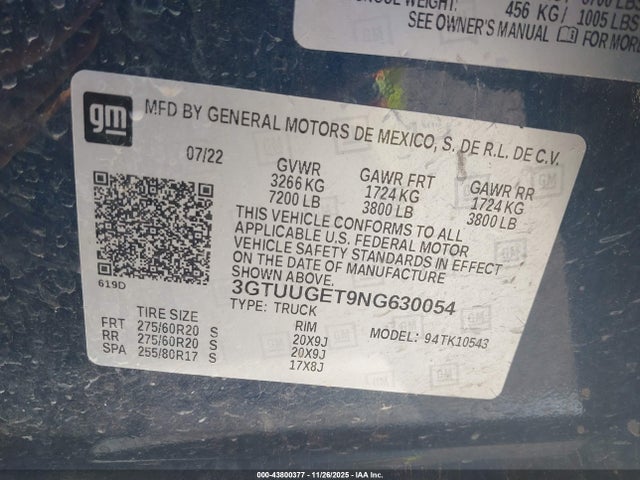 456 KG / 1005 LBS
SEE OWNER'S MANUAL FOR MORE
gm
MFD BY GENERAL MOTORS DE MEXICO, S. DE R.L. DE C.V.
07/22 GVWR GAWR FRT GAWR RR
3266 KG 1724 KG 1724 KG
7200 LB 3800 LB 3800 LB
THIS VEHICLE CONFORMS TO ALL
APPLICABLE U.S. FEDERAL MOTOR
VEHICLE SAFETY STANDARDS IN EFFECT
ON THE DATE OF MANUFACTURE
SHOWN ABOVE.
619D
3GTUUGET9NG630054
TYPE: TRUCK
TIRE SIZE RIM MODEL: 94TK10543
FRT 275/60R20 S 20X9J
RR 275/60R20 S 20X9J
SPA 255/80R17 S 17X8J
000-43800377 - 11/26/2025 - IAA Inc.